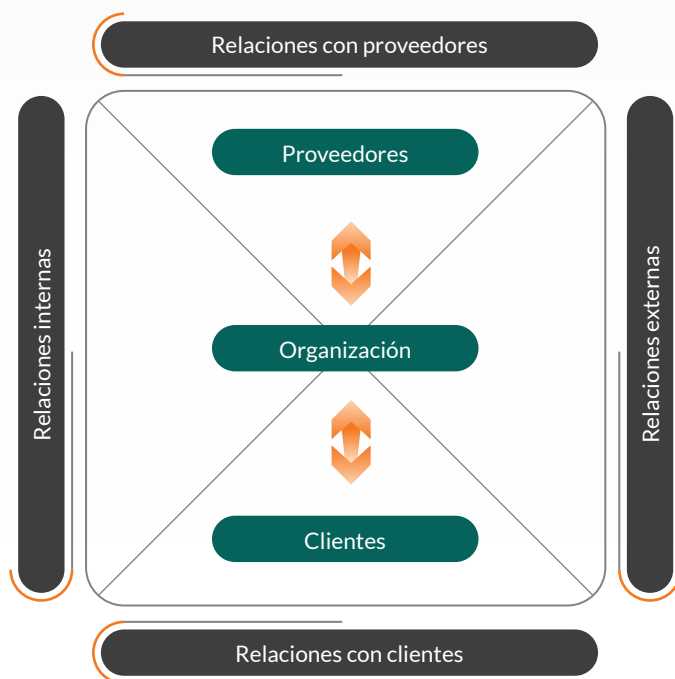 Relaciones con proveedores
Proveedores
Relaciones internas
Organización
Relaciones externas
Clientes
Relaciones con clientes